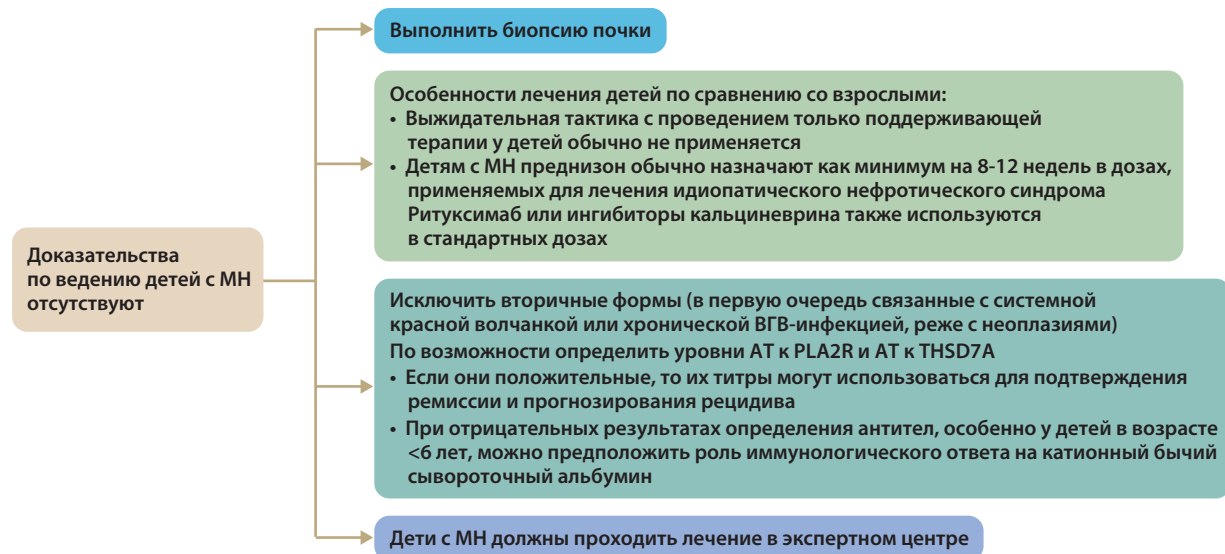 Выполнить биопсию почки
Особенности лечения детей по сравнению со взрослыми:
• Выжидательная тактика с проведением только поддерживающей
терапии у детей обычно не применяется
• Детям с МН преднизон обычно назначают как минимум на 8-12 недель в дозах,
применяемых для лечения идиопатического нефротического синдрома
Ритуксимаб или ингибиторы кальциневрина также используются
в стандартных дозах
Доказательства
по ведению детей с МН
отсутствуют
Исключить вторичные формы (в первую очередь связанные с системной
красной волчанкой или хронической ВГВ-инфекцией, реже с неоплазиями)
По возможности определить уровни АТ к PLA2R и АТ к THSD7A
• Если они положительные, то их титры могут использоваться для подтверждения
ремиссии и прогнозирования рецидива
• При отрицательных результатах определения антител, особенно у детей в возрасте
<6 лет, можно предположить роль иммунологического ответа на катионный бычий
сывороточный альбумин
Дети с МН должны проходить лечение в экспертном центре